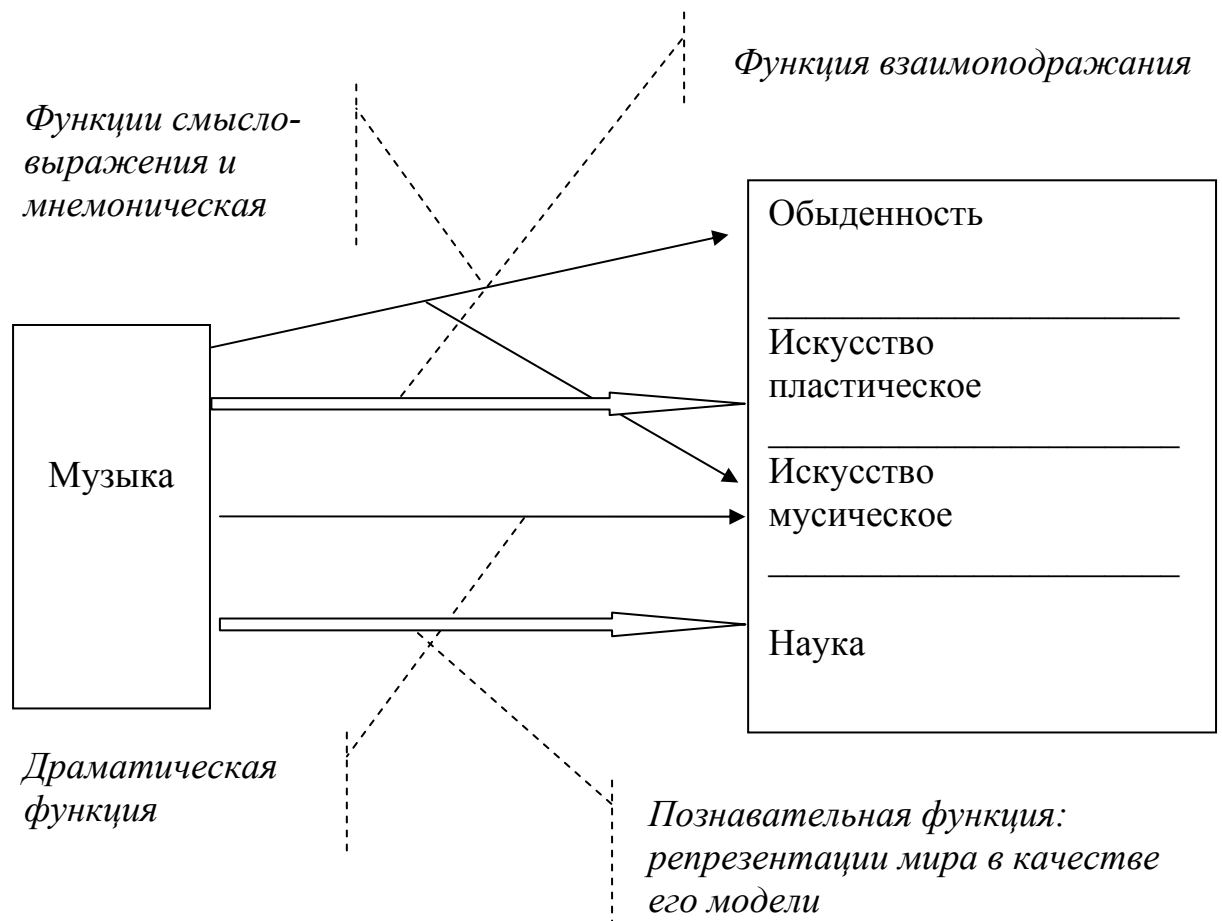 Функция взаимоподражания
Функции смысло-
выражения и
мнемоническая
Обыденность
Искусство
пластическое
Музыка
Искусство
мусическое
Наука
Драматическая
функция
Познавательная функция:
репрезентации мира в качестве
его модели